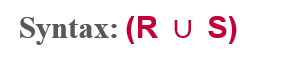 Syntax: (R ∪ S)